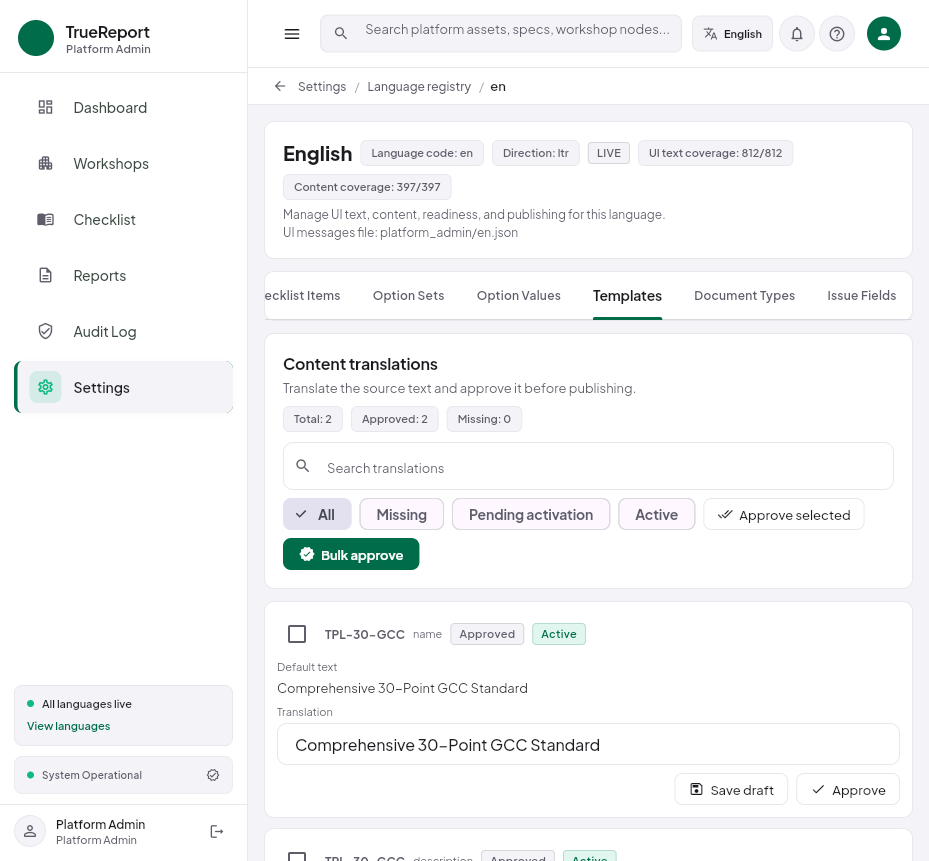 TrueReport
Platform Admin
Dashboard
Workshops
Checklist
Reports
Audit Log
Settings
All languages live
View languages
System Operational
Platform Admin
Platform Admin
Search platform assets, specs, workshop nodes...
English
Settings / Language registry / en
English
Language code: en
Direction: ltr
LIVE
UI text coverage: 812/812
Content coverage: 397/397
Manage UI text, content, readiness, and publishing for this language.
UI messages file: platform_admin/en.json
ecklist Items
Option Sets
Option Values
Templates
Document Types
Issue Fields
Content translations
Translate the source text and approve it before publishing.
Total: 2
Approved: 2
Missing: 0
Search translations
All
Missing
Pending activation
Active
Approve selected
Bulk approve
TPL-30-GCC name Approved Active
Default text
Comprehensive 30-Point GCC Standard
Translation
Comprehensive 30-Point GCC Standard
Save draft
Approve
TPL-30-GCC description Approved Active